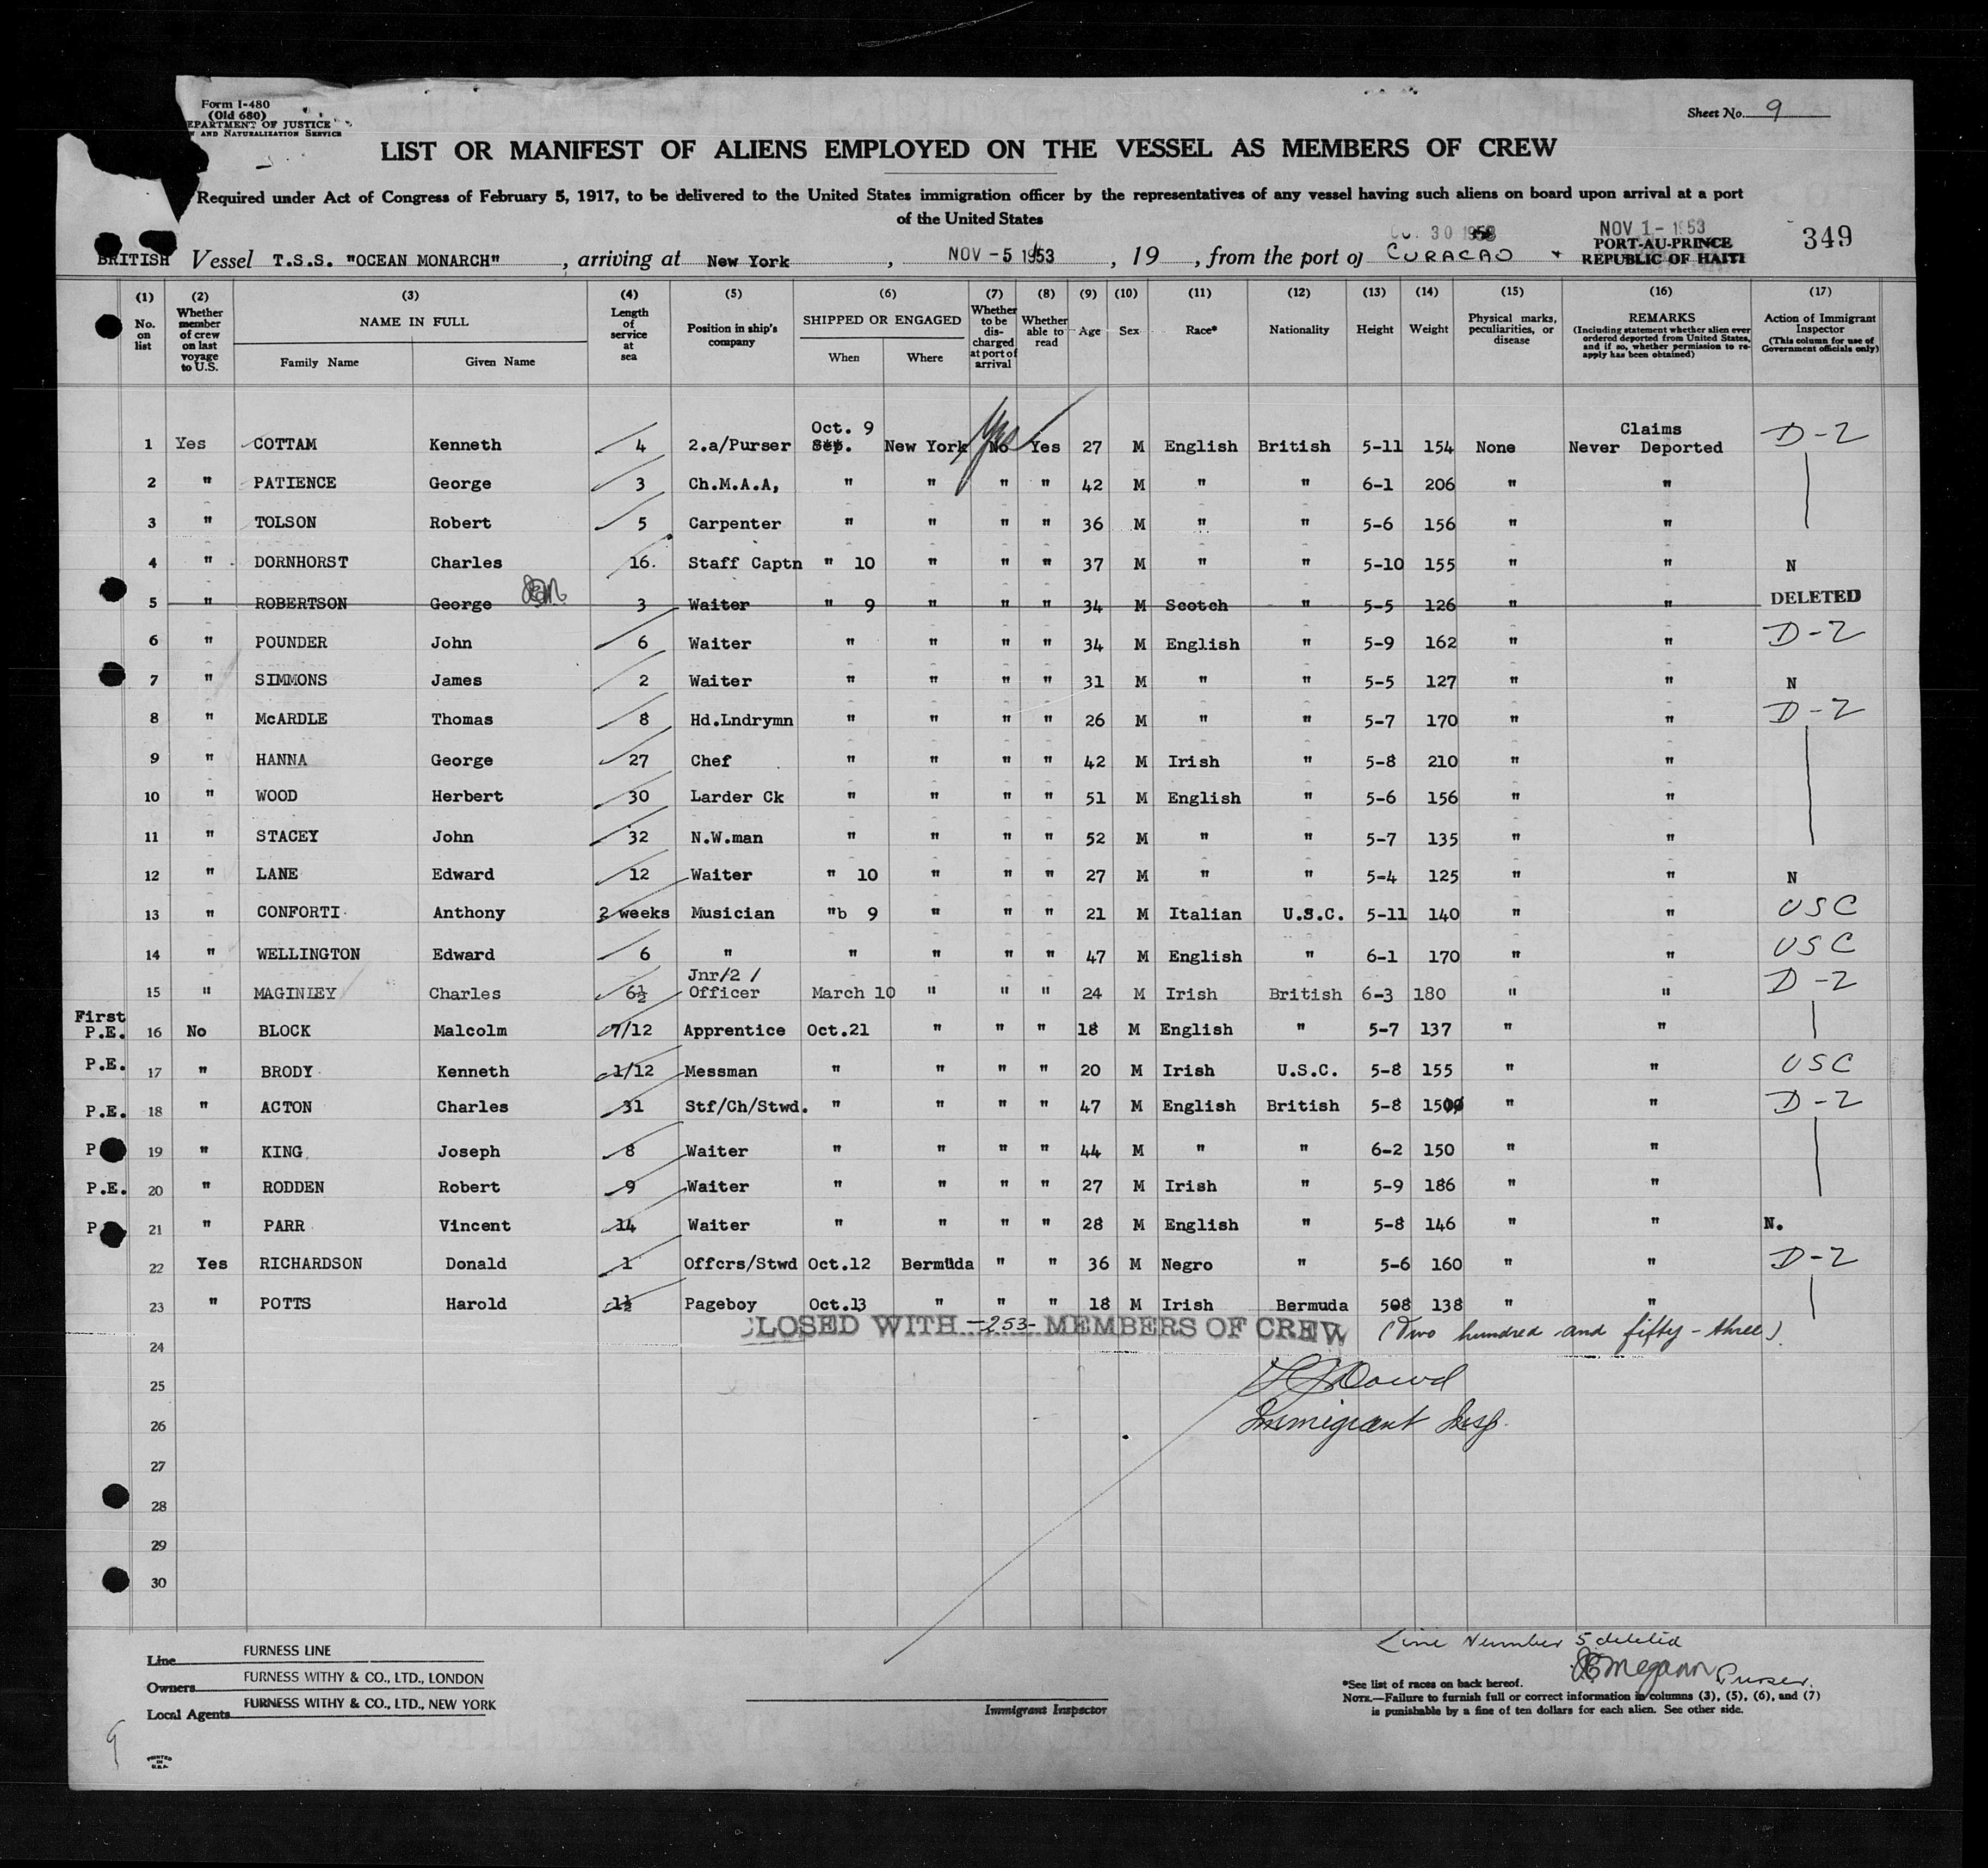 Form I-480
(Old 680)
EPARTMENT OF JUSTICE
N AND NATURALIZATION SERVICE
Sheet No. 9
LIST OR MANIFEST OF ALIENS EMPLOYED ON THE VESSEL AS MEMBERS OF CREW
Required under Act of Congress of February 5, 1917, to be delivered to the United States immigration officer by the representatives of any vessel having such aliens on board upon arrival at a port
of the United States
30 1953 NOV 1 - 1953 349
BRITISH Vessel T.S.S. "OCEAN MONARCH", arriving at New York, NOV - 5 1953, 19 , from the port of CURACAO + PORT-AU-PRINCE
REPUBLIC OF HAITI
(1) (2) (3) (4) (5) (6) (7) (8) (9) (10) (11) (12) (13) (14) (15) (16) (17)
No. on list
Whether member of crew on last voyage to U.S.
NAME IN FULL
Family Name Given Name
Length of service at sea
Position in ship's company
SHIPPED OR ENGAGED
When Where
Whether to be discharged at port of arrival
Whether able to read
Age Sex Race* Nationality Height Weight
Physical marks, peculiarities, or disease
REMARKS
(Including statement whether alien ever ordered deported from United States, and if so, whether permission to re-apply has been obtained)
Action of Immigrant Inspector
(This column for use of Government officials only)
Oct. 9 Yes Claims
1 Yes COTTAM Kenneth 4 2.a/Purser Sep. New York No Yes 27 M English British 5-11 154 None Never Deported D-2
2 " PATIENCE George 3 Ch.M.A.A, " " " " 42 M " " 6-1 206 " "
3 " TOLSON Robert 5 Carpenter " " " " 36 M " " 5-6 156 " "
4 " DORNHORST Charles 16. Staff Captn " 10 " " " 37 M " " 5-10 155 " " N
5 " ROBERTSON George 3 Waiter " 9 " " " 34 M Scotch " 5-5 126 " " DELETED
6 " POUNDER John 6 Waiter " " " " 34 M English " 5-9 162 " " D-2
7 " SIMMONS James 2 Waiter " " " " 31 M " " 5-5 127 " " N
8 " McARDLE Thomas 8 Hd.Lndrymn " " " " 26 M " " 5-7 170 " " D-2
9 " HANNA George 27 Chef " " " " 42 M Irish " 5-8 210 " "
10 " WOOD Herbert 30 Larder Ck " " " " 51 M English " 5-6 156 " "
11 " STACEY John 32 N.W.man " " " " 52 M " " 5-7 135 " "
12 " LANE Edward 12 Waiter " 10 " " " 27 M " " 5-4 125 " " N
13 " CONFORTI Anthony 2 weeks Musician "b 9 " " " 21 M Italian U.S.C. 5-11 140 " " USC
14 " WELLINGTON Edward 6 " " " " " 47 M English " 6-1 170 " " USC
Jnr/2/
15 " MAGINLEY Charles 6½ Officer March 10 " " " 24 M Irish British 6-3 180 " " D-2
First
P.E. 16 No BLOCK Malcolm 7/12 Apprentice Oct.21 " " " 18 M English " 5-7 137 " "
P.E. 17 " BRODY Kenneth 1/12 Messman " " " " 20 M Irish U.S.C. 5-8 155 " " USC
P.E. 18 " ACTON Charles 31 Stf/Ch/Stwd. " " " " 47 M English British 5-8 150 " " D-2
P 19 " KING Joseph 8 Waiter " " " " 44 M " " 6-2 150 " "
P.E. 20 " RODDEN Robert 9 Waiter " " " " 27 M Irish " 5-9 186 " "
P 21 " PARR Vincent 14 Waiter " " " " 28 M English " 5-8 146 " " N.
22 Yes RICHARDSON Donald 1 Offcrs/Stwd Oct.12 Bermuda " " 36 M Negro " 5-6 160 " " D-2
23 " POTTS Harold 1½ Pageboy Oct.13 " " " 18 M Irish Bermuda 508 138 " "
CLOSED WITH -253- MEMBERS OF CREW (Two hundred and fifty-three)
24
25
Immigrant Insp.
26
27
28
29
30
Line Number 5 deleted
Purser.
Line FURNESS LINE
Owners FURNESS WITHY & CO., LTD., LONDON
Local Agents FURNESS WITHY & CO., LTD., NEW YORK
Immigrant Inspector
*See list of races on back hereof.
NOTE.—Failure to furnish full or correct information in columns (3), (5), (6), and (7)
is punishable by a fine of ten dollars for each alien. See other side.
9
PRINTED
IN
U.S.A.